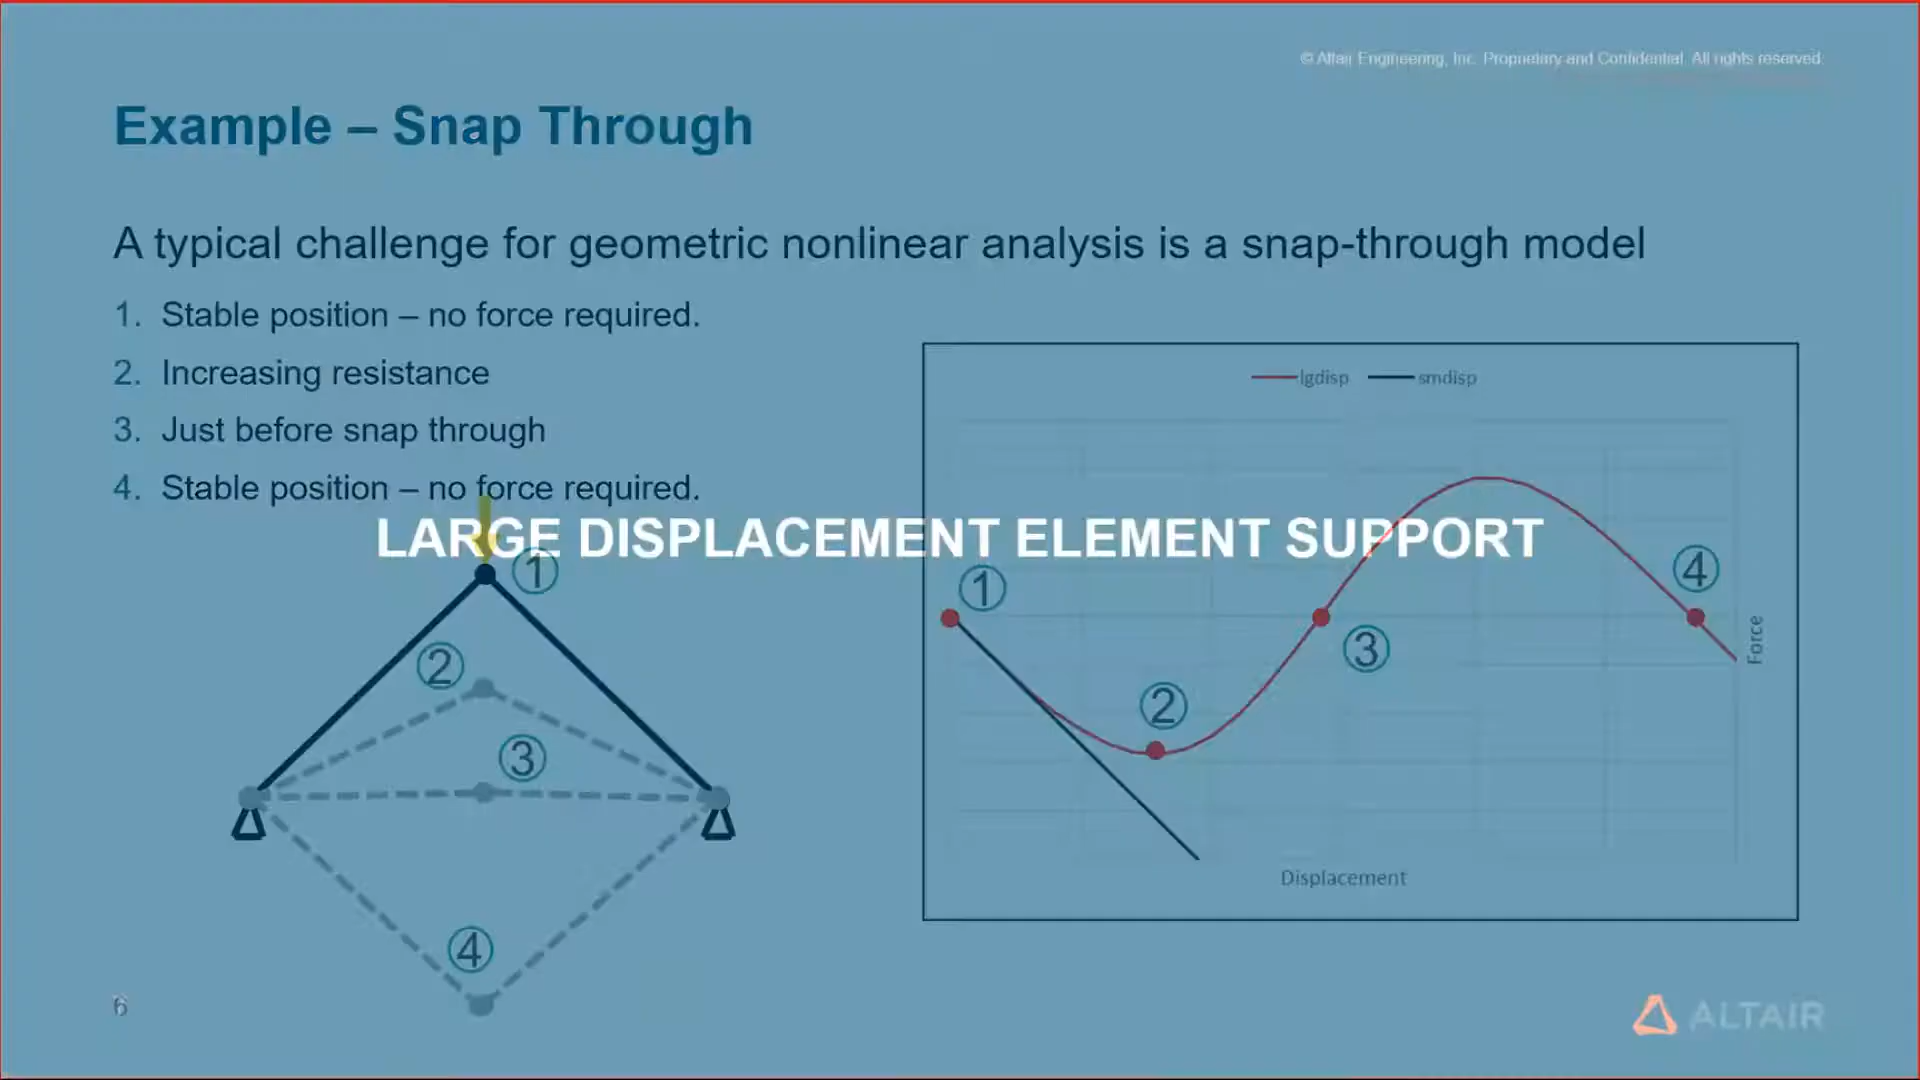 © Altair Engineering, Inc. Proprietary and Confidential. All rights reserved.
Example – Snap Through
A typical challenge for geometric nonlinear analysis is a snap-through model
1. Stable position – no force required.
2. Increasing resistance
3. Just before snap through
4. Stable position – no force required.
LARGE DISPLACEMENT ELEMENT SUPPORT
1
2
3
4
lgdisp smdisp
1
2
3
4
Force
Displacement
6
ALTAIR